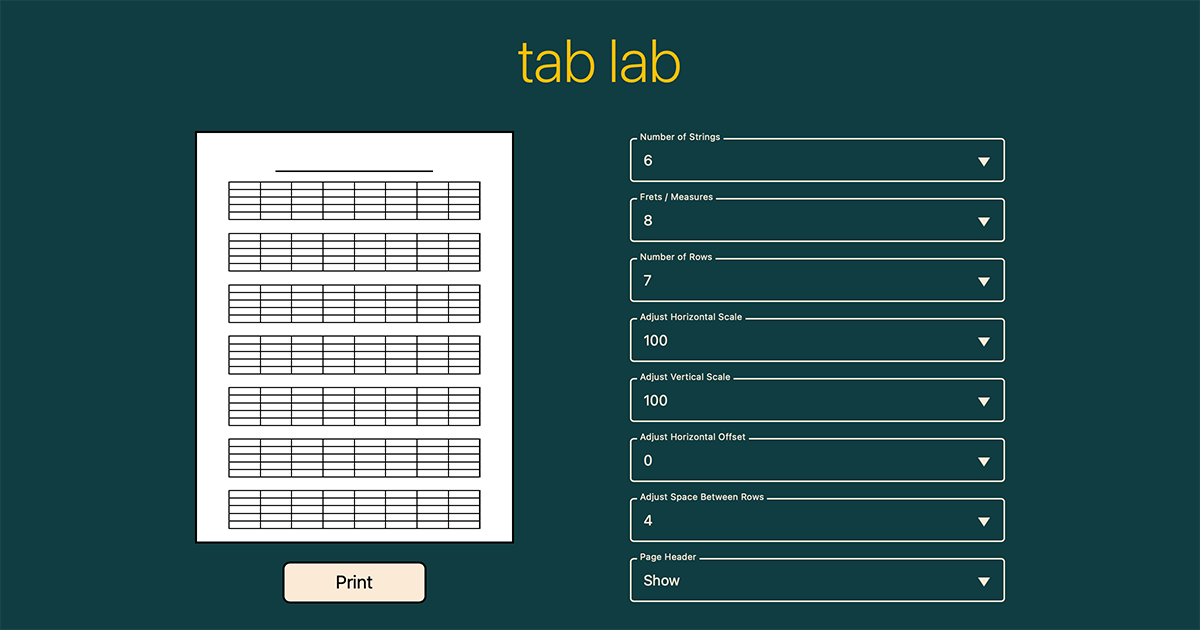 tab lab
Number of Strings
6
Frets / Measures
8
Number of Rows
7
Adjust Horizontal Scale
100
Adjust Vertical Scale
100
Adjust Horizontal Offset
0
Adjust Space Between Rows
4
Page Header
Show
Print